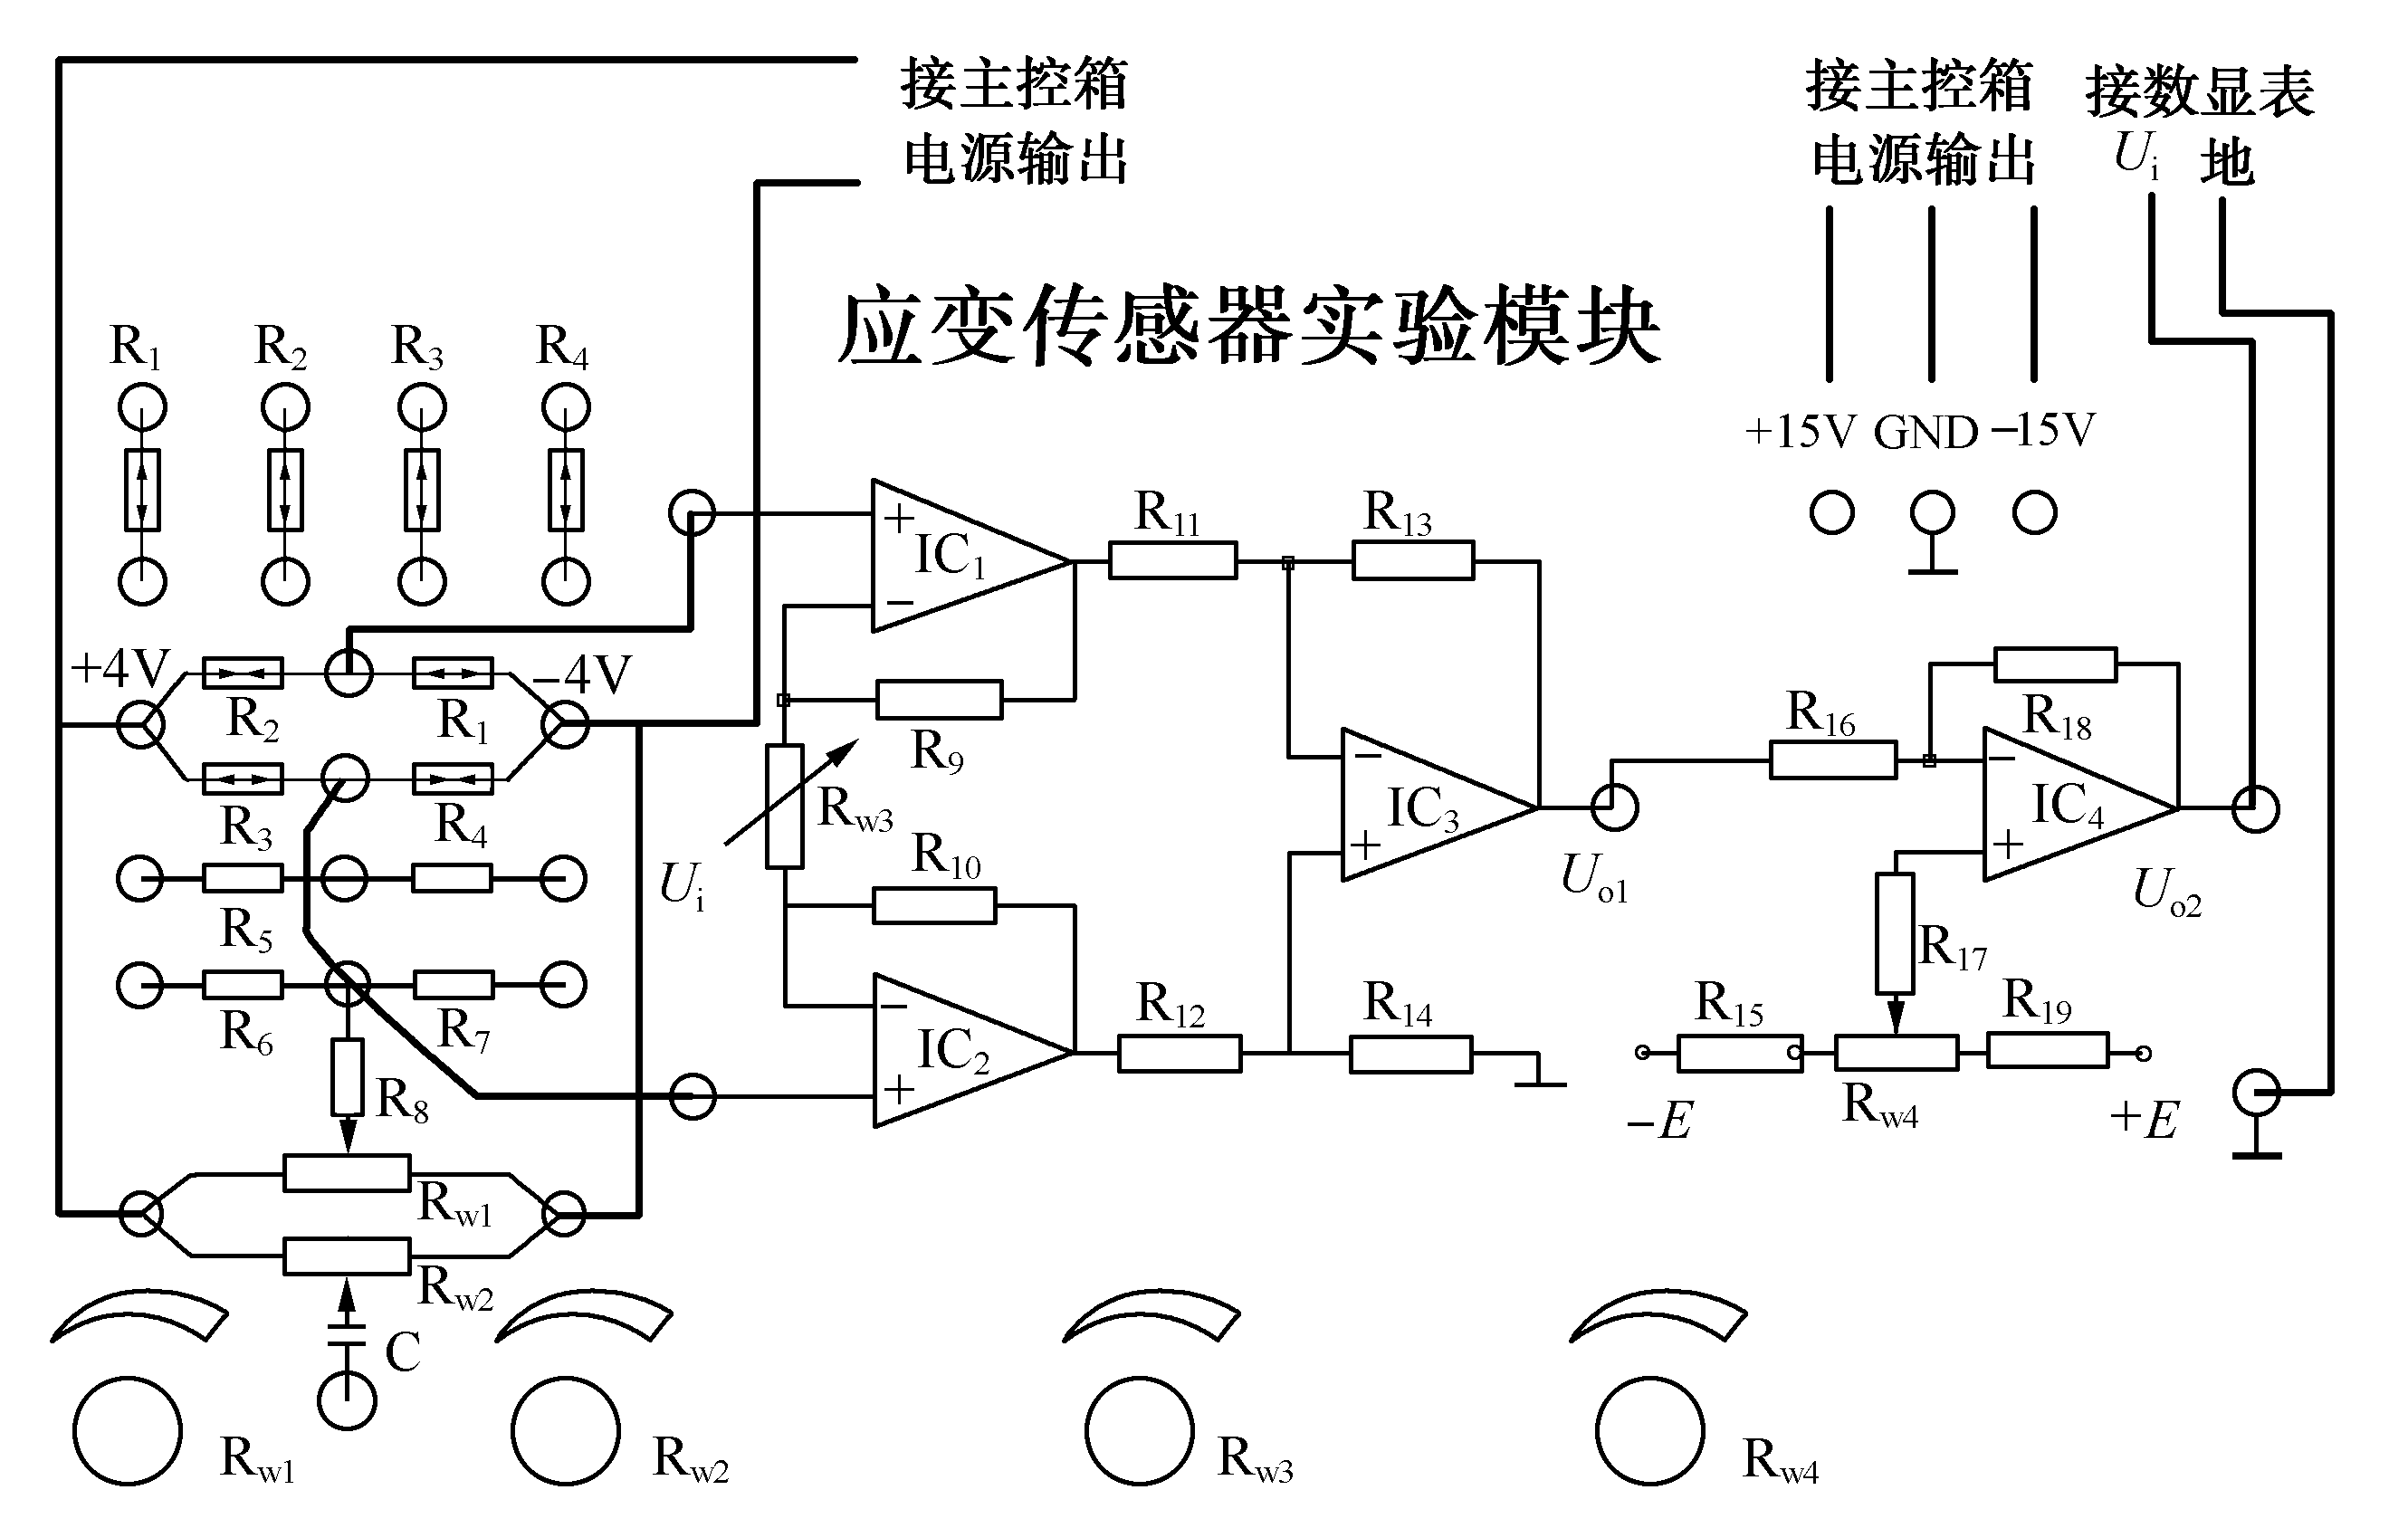 接主控箱
电源输出
接主控箱
电源输出
接数显表
Ui 地
应变传感器实验模块
R1 R2 R3 R4
+15V GND −15V
+4V −4V
R2 R1
R3 R4
R5
R6 R7
R8
Rw1
Rw2
C
Ui
+
IC1
−
R9
Rw3
R10
−
IC2
+
R11 R13
R12 R14
−
IC3
+
Uo1
R16 R18
−
IC4
+
Uo2
R17
R15 R19
−E Rw4 +E
Rw1 Rw2 Rw3 Rw4